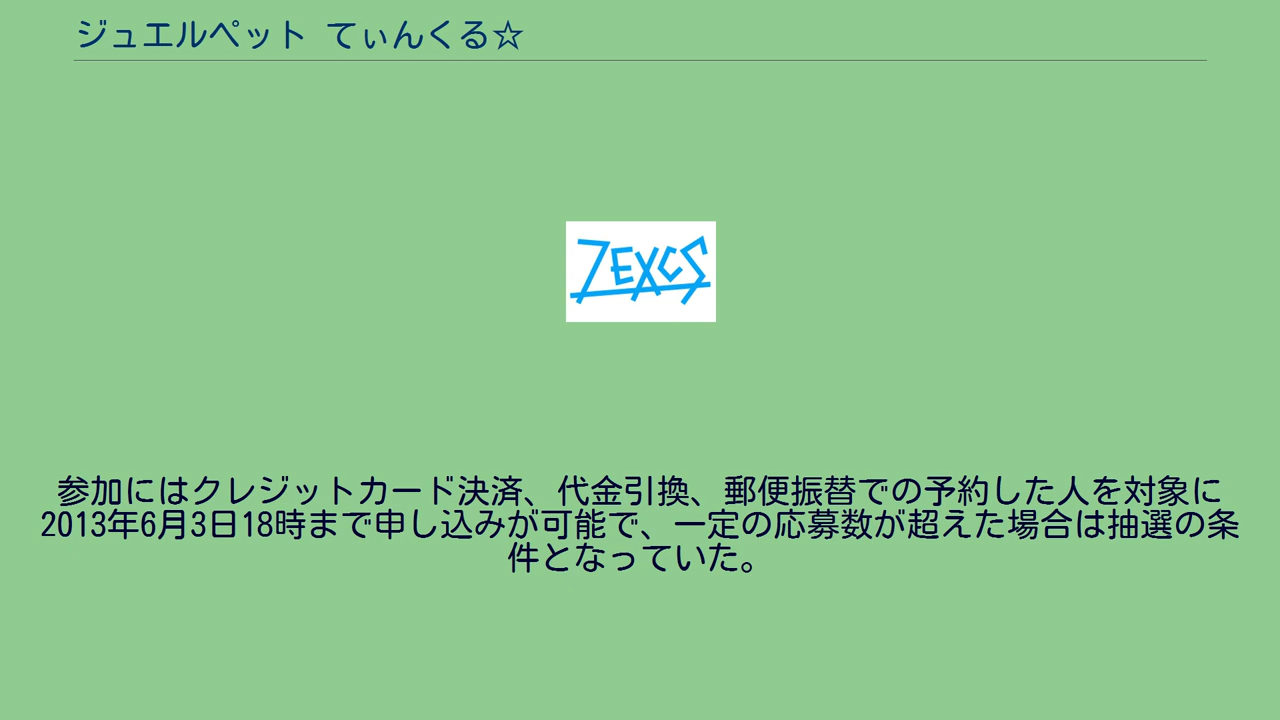 ジュエルペット てぃんくる☆
ZEXCS
参加にはクレジットカード決済、代金引換、郵便振替での予約した人を対象に
2013年6月3日18時まで申し込みが可能で、一定の応募数が超えた場合は抽選の条
件となっていた。